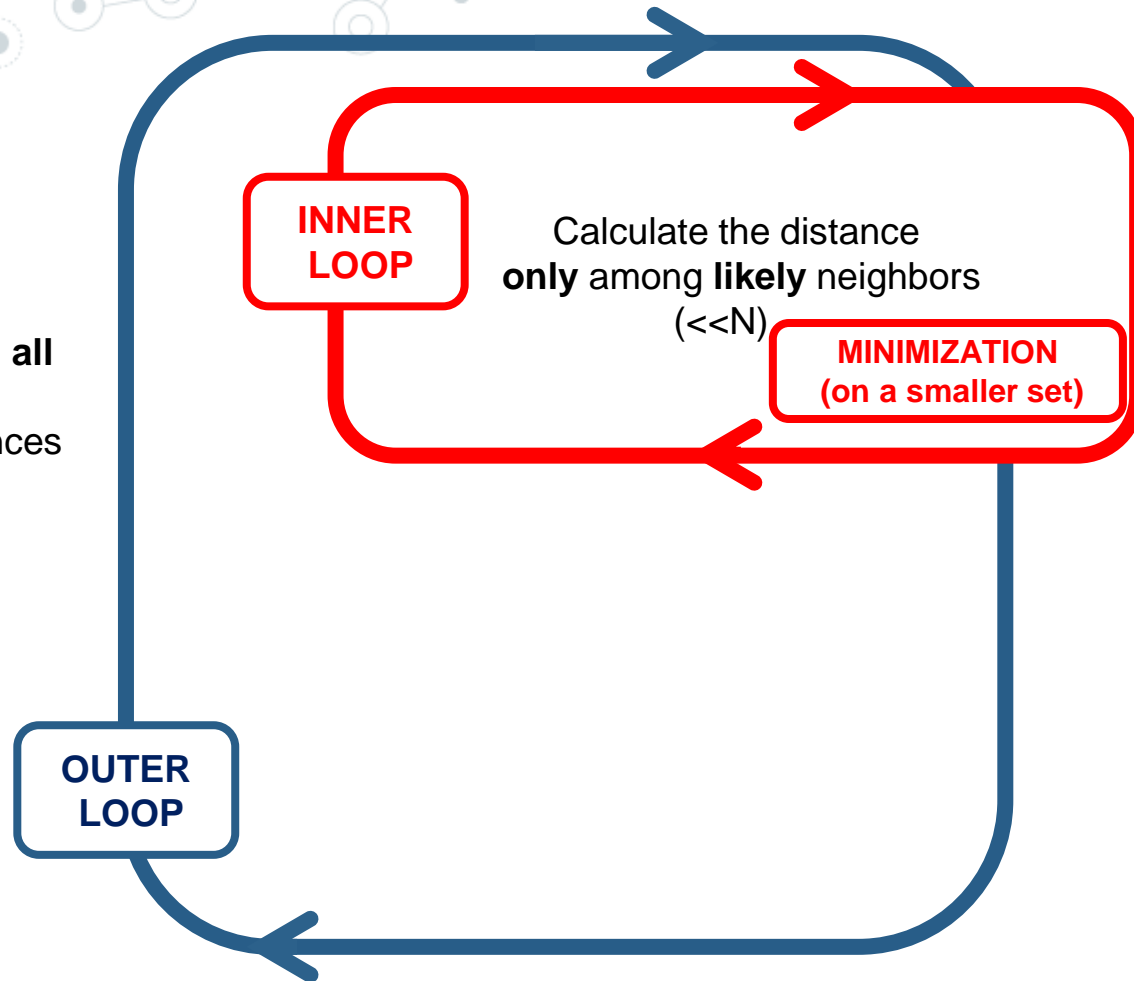 INNER
LOOP
Calculate the distance
only among likely neighbors
(<<N)
all
nces
MINIMIZATION
(on a smaller set)
OUTER
LOOP